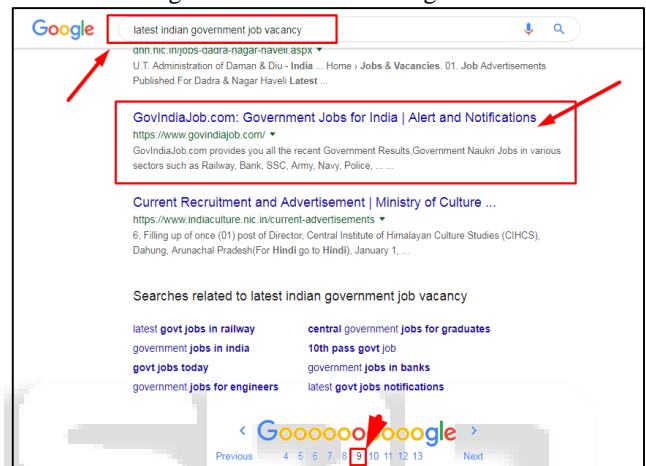 Google
latest indian government job vacancy
dnh.nic.in/jobs-dadra-nagar-haveli.aspx
U.T. Administration of Daman & Diu - India ... Home › Jobs & Vacancies. 01. Job Advertisements
Published For Dadra & Nagar Haveli Latest ...
GovIndiaJob.com: Government Jobs for India | Alert and Notifications
https://www.govindiajob.com/
GovIndiaJob.com provides you all the recent Government Results,Government Naukri Jobs in various
sectors such as Railway, Bank, SSC, Army, Navy, Police, ... ...
Current Recruitment and Advertisement | Ministry of Culture ...
https://www.indiaculture.nic.in/current-advertisements
6, Filling up of once (01) post of Director, Central Institute of Himalayan Culture Studies (CIHCS),
Dahung, Arunachal Pradesh(For Hindi go to Hindi), January 1, ...
Searches related to latest indian government job vacancy
latest govt jobs in railway central government jobs for graduates
government jobs in india 10th pass govt job
govt jobs today government jobs in banks
government jobs for engineers latest govt jobs notifications
< Goooooooooogle >
Previous 4 5 6 7 8 9 10 11 12 13 Next